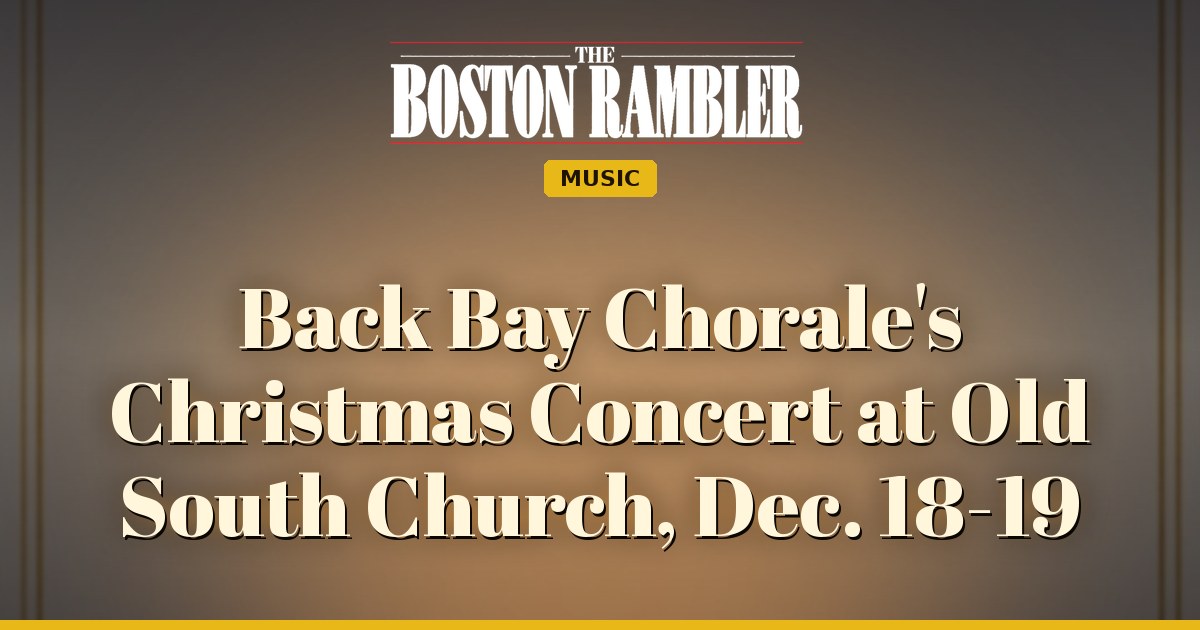 THE
BOSTON RAMBLER
MUSIC
Back Bay Chorale's
Christmas Concert at Old
South Church, Dec. 18-19